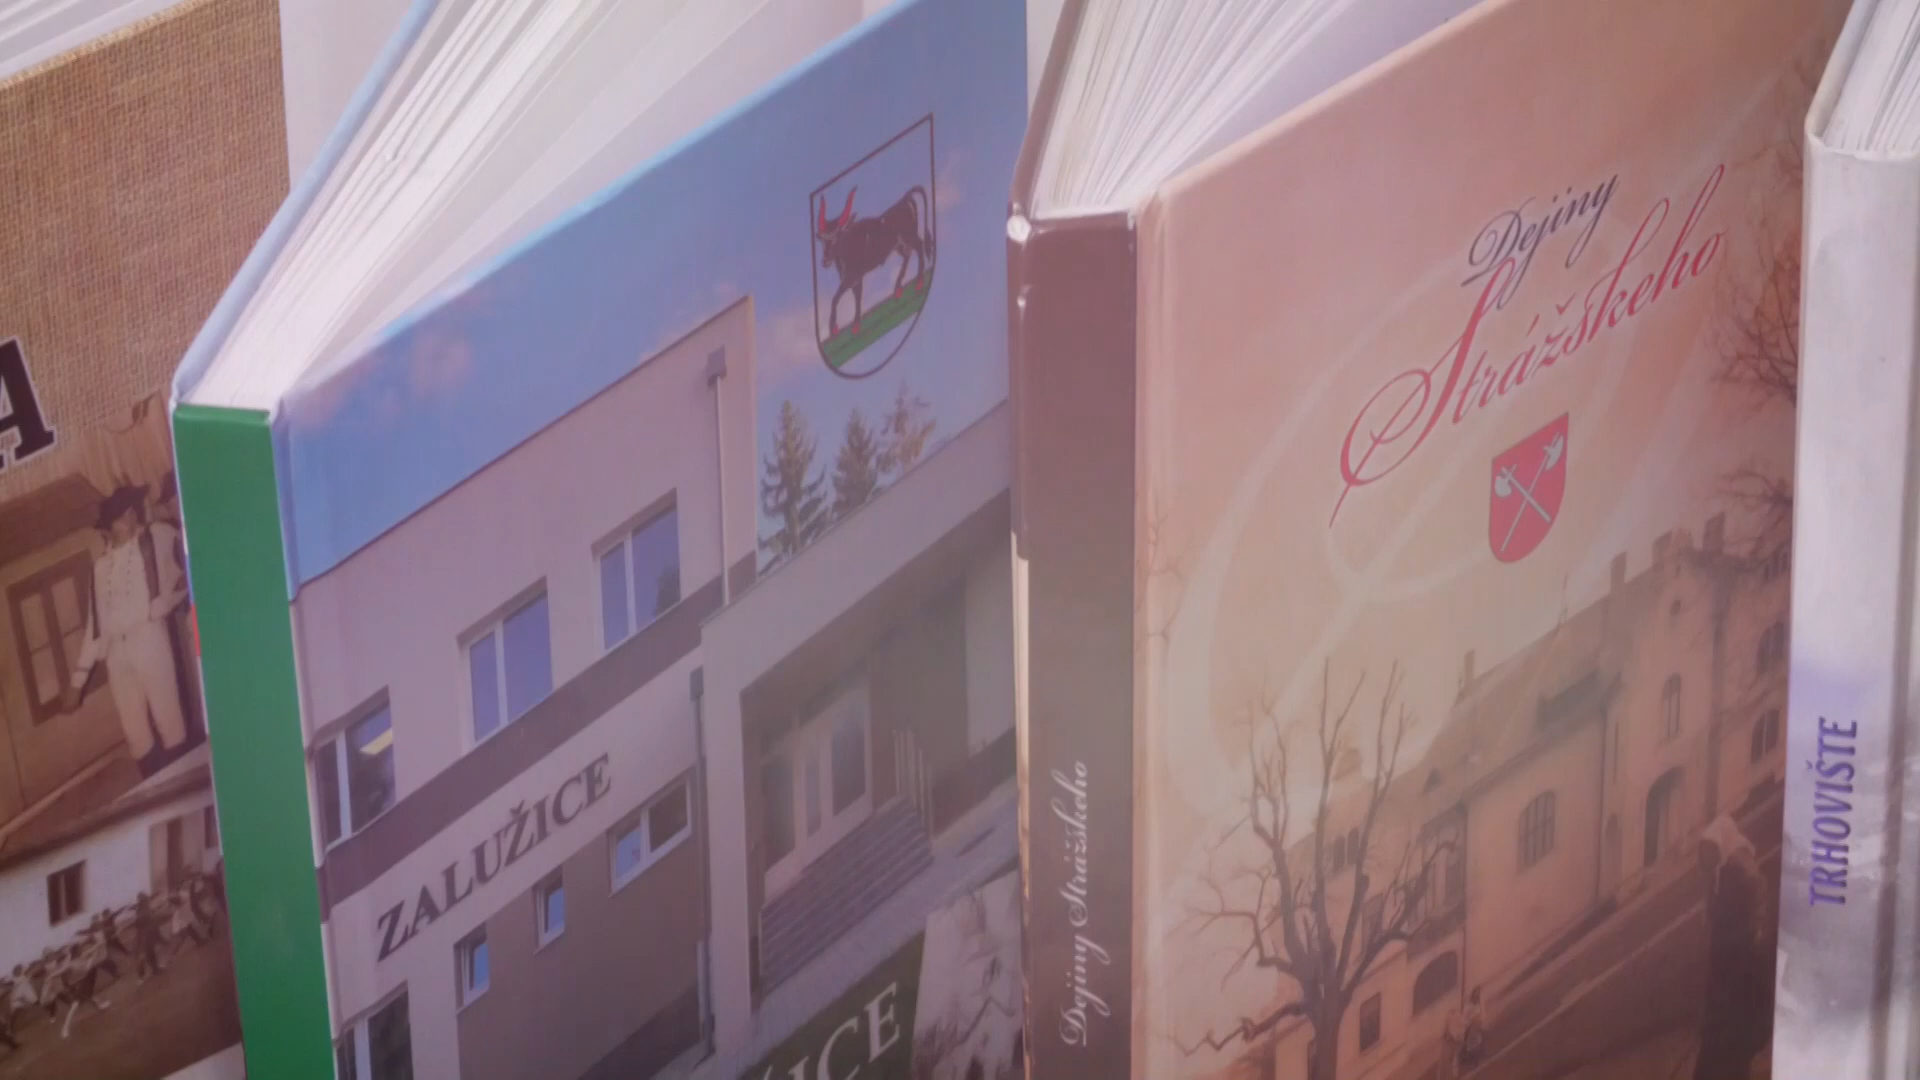 A
ZALUŽICE
ICE
Dejiny Strážskeho
Dejiny
Strážskeho
TRHOVIŠTE